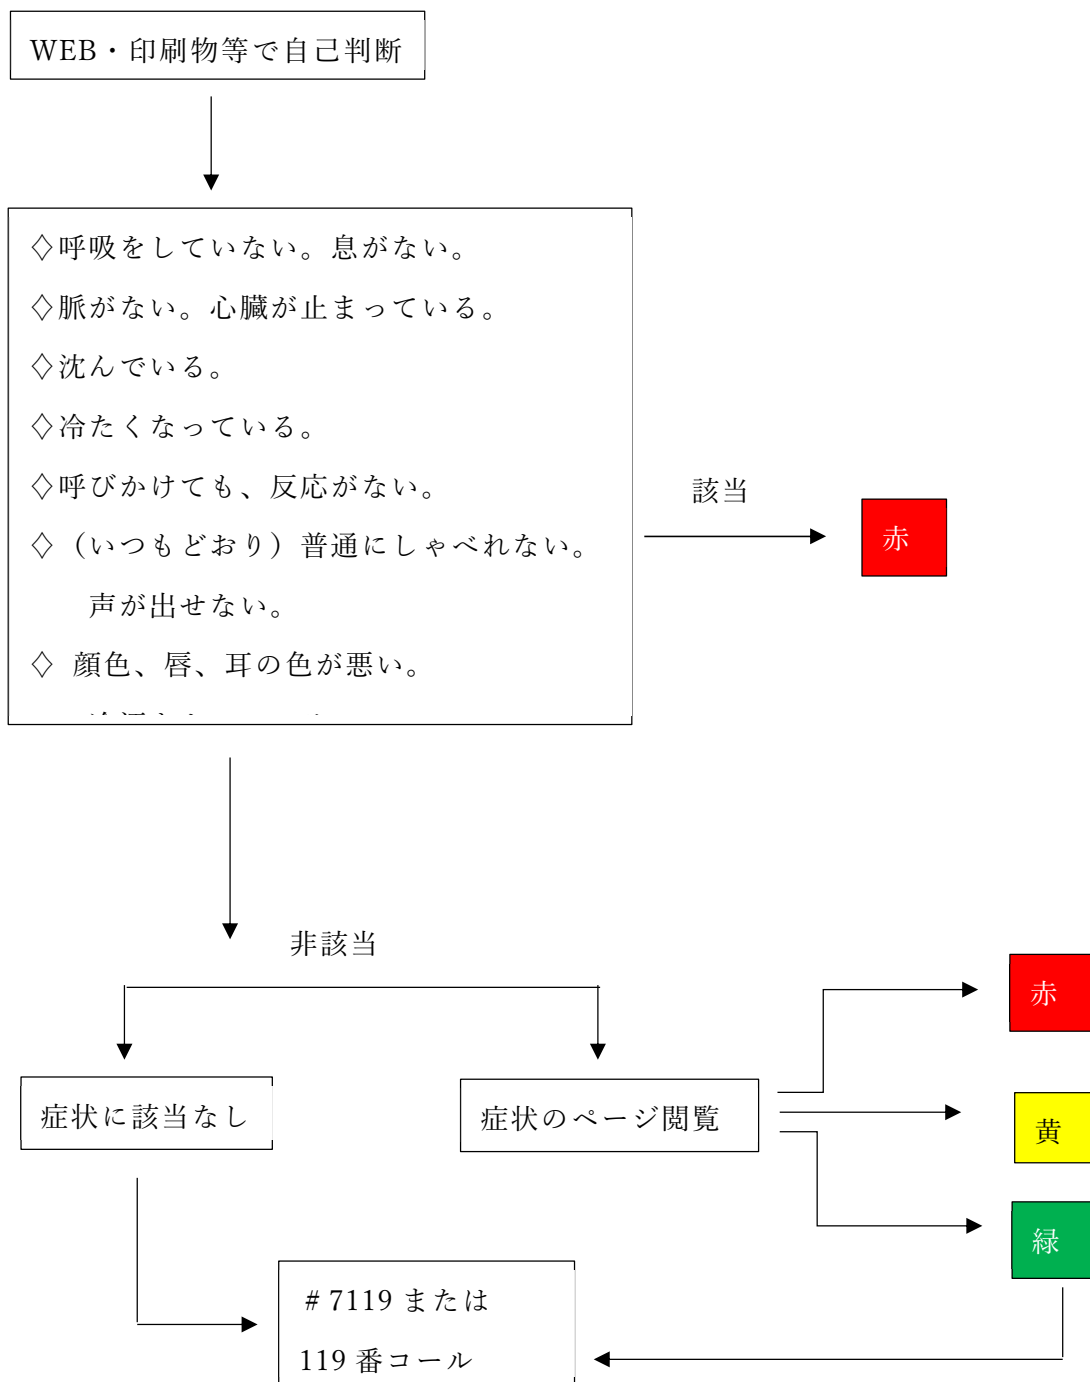 WEB・印刷物等で自己判断
◇呼吸をしていない。息がない。
◇脈がない。心臓が止まっている。
◇沈んでいる。
◇冷たくなっている。
◇呼びかけても、反応がない。
◇（いつもどおり）普通にしゃべれない。
声が出せない。
◇ 顔色、唇、耳の色が悪い。
該当
赤
非該当
症状に該当なし
症状のページ閲覧
赤
黄
緑
＃7119 または
119 番コール